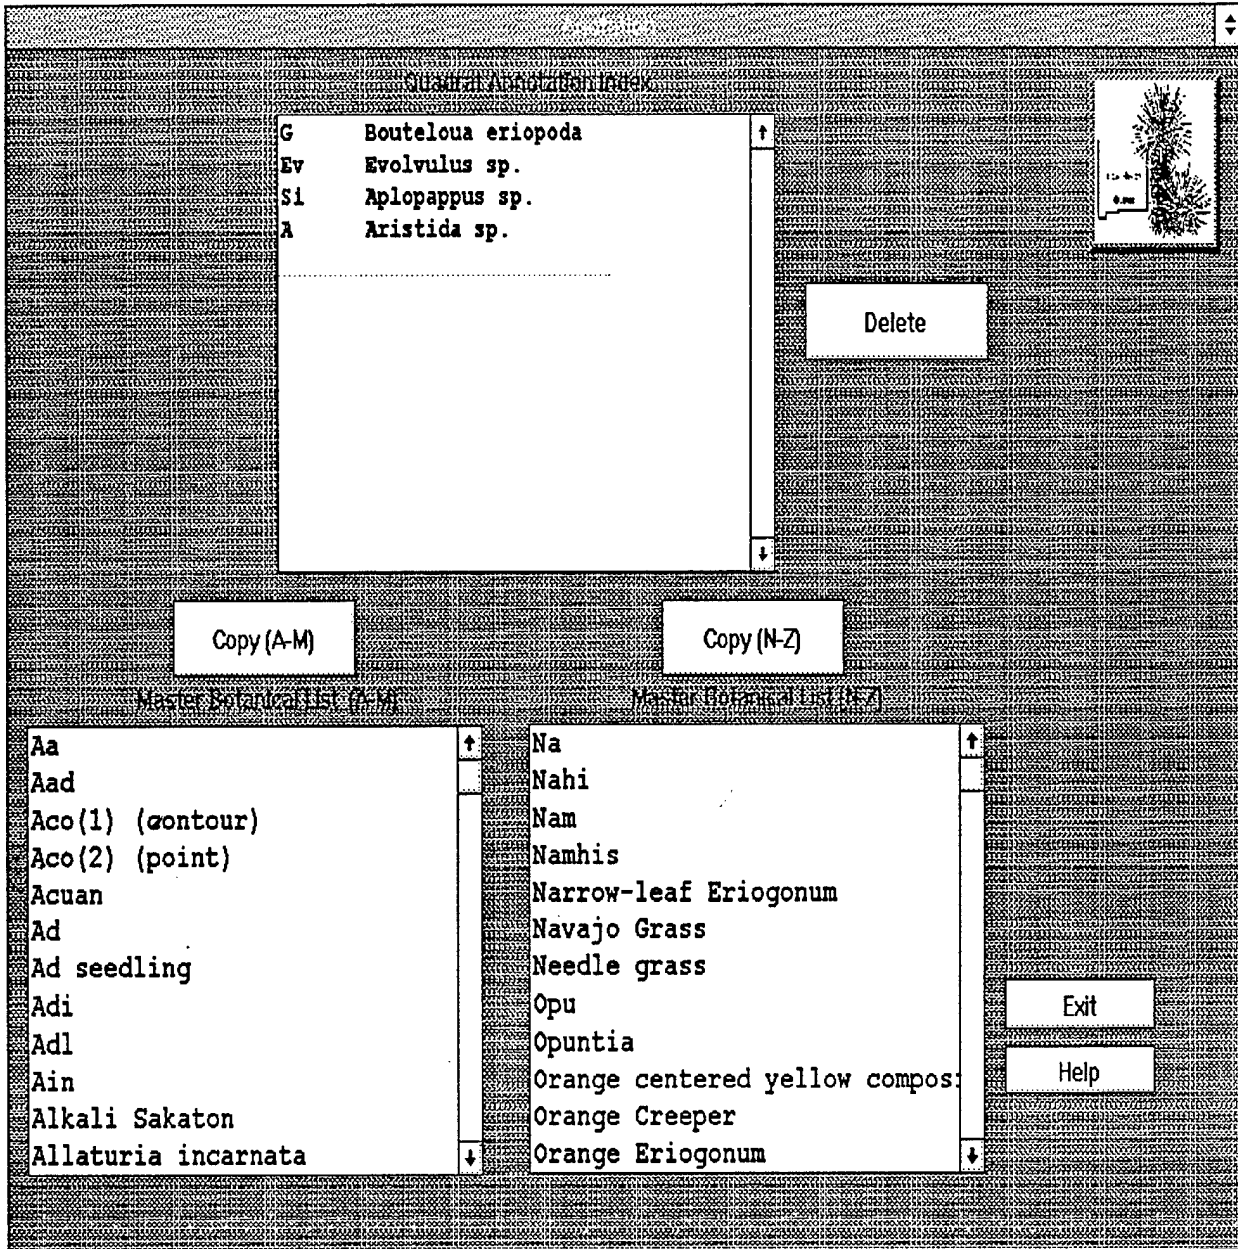 Quadrat Annotation Index
G Bouteloua eriopoda
Ev Evolvulus sp.
Si Aplopappus sp.
A Aristida sp.
Delete
Copy (A-M)
Copy (N-Z)
Master Botanical List (A-M)
Master Botanical List (N-Z)
Aa
Aad
Aco(1) (contour)
Aco(2) (point)
Acuan
Ad
Ad seedling
Adi
Adl
Ain
Alkali Sakaton
Allaturia incarnata
Na
Nahi
Nam
Namhis
Narrow-leaf Eriogonum
Navajo Grass
Needle grass
Opu
Opuntia
Orange centered yellow composi
Orange Creeper
Orange Eriogonum
Exit
Help